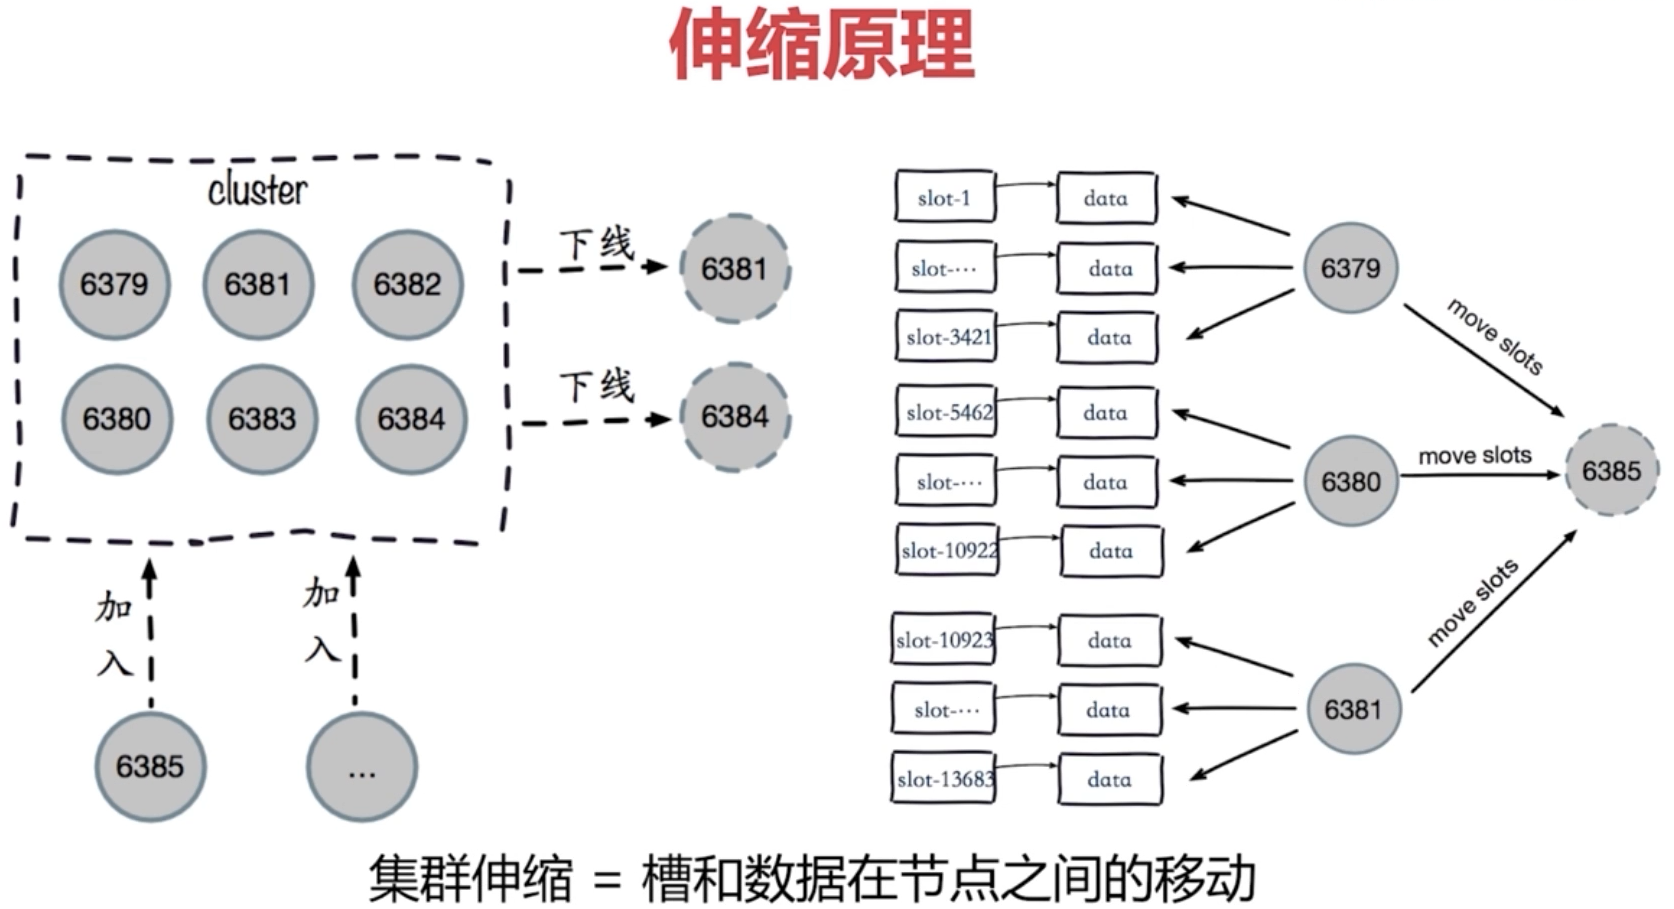 伸缩原理
cluster
6379
6381
6382
6380
6383
6384
下线
6381
下线
6384
加入
6385
加入
...
slot-1
data
slot-···
data
slot-3421
data
6379
move slots
slot-5462
data
slot-···
data
slot-10922
data
6380
move slots
6385
slot-10923
data
slot-···
data
slot-13683
data
6381
move slots
集群伸缩 = 槽和数据在节点之间的移动